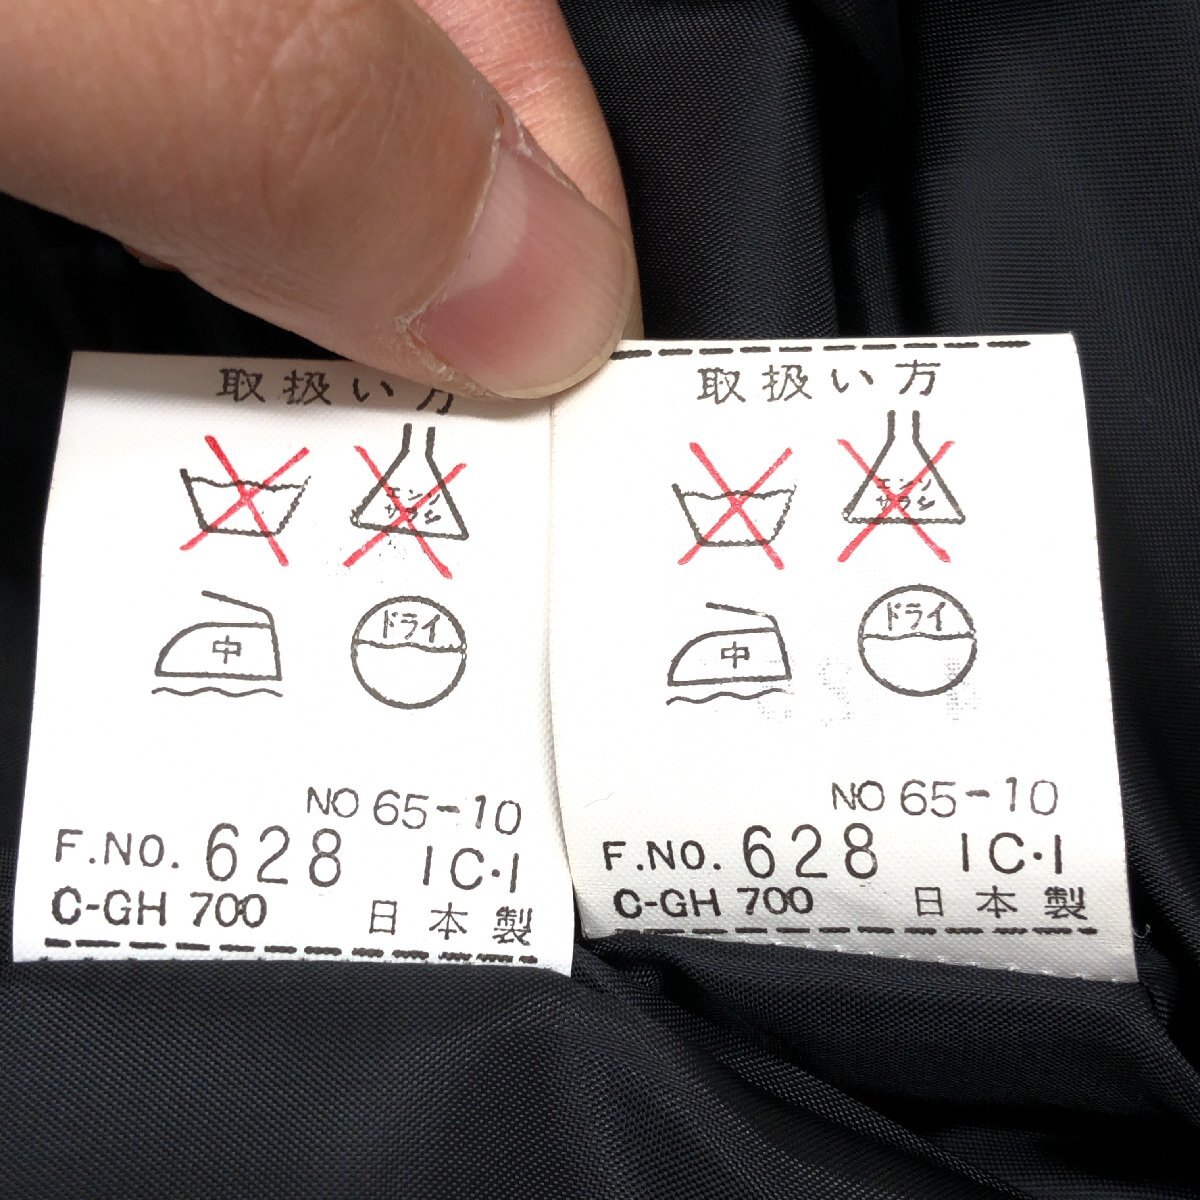 取扱い方
エンソ
サラシ
中
ドライ
NO 65-10
F.NO. 628 IC·I
C-GH 700 日本製
取扱い方
エンソ
サラシ
中
ドライ
NO 65-10
F.NO. 628 IC·I
C-GH 700 日本製